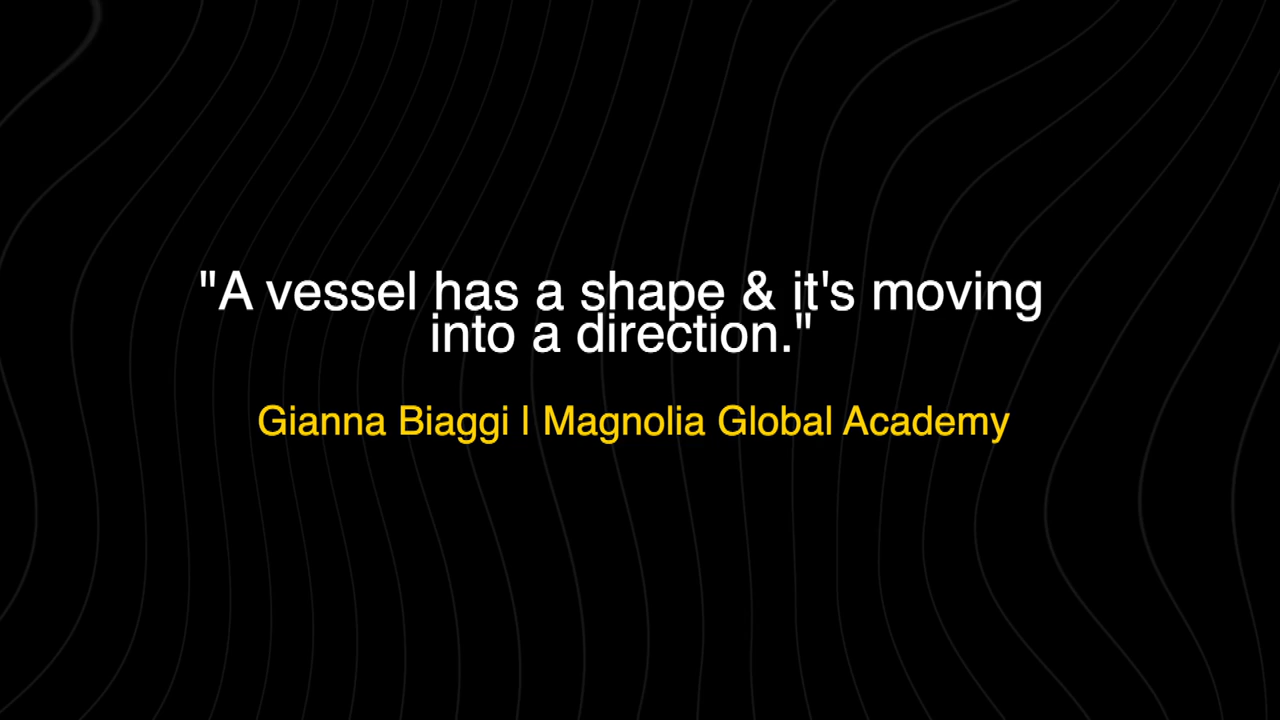 "A vessel has a shape & it's moving
into a direction."
Gianna Biaggi | Magnolia Global Academy